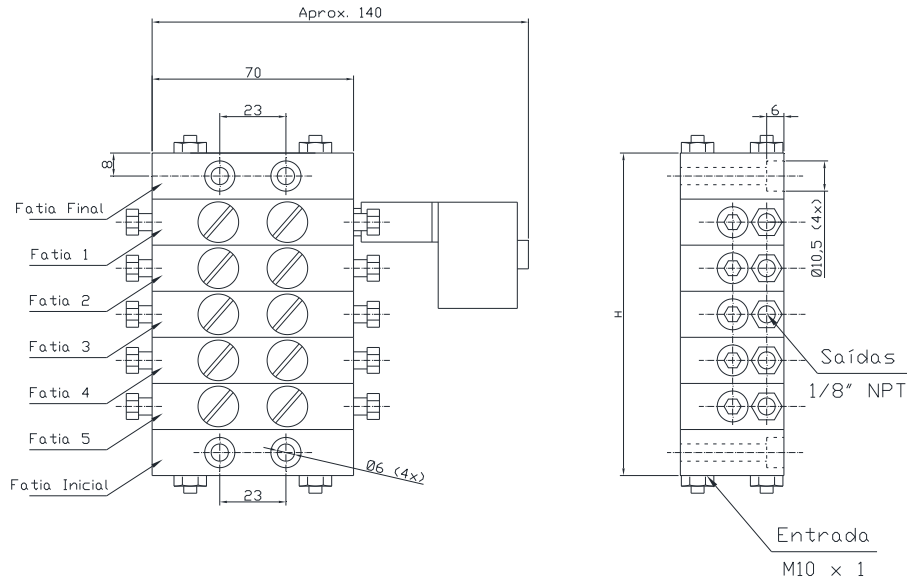 Aprox. 140
70
23
6
8
Fatia Final
Fatia 1
Fatia 2
Fatia 3
Fatia 4
Fatia 5
Fatia Inicial
Ø6 (4x)
23
H
Ø10,5 (4x)
Saídas
1/8" NPT
Entrada
M10 x 1